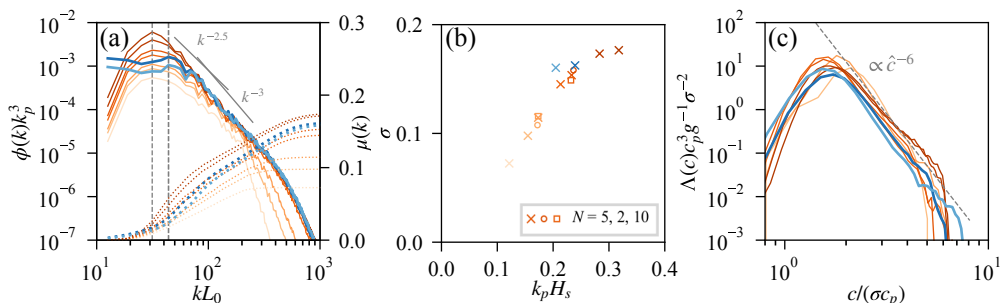 (a)
10^{-2}
10^{-3}
10^{-4}
10^{-5}
10^{-6}
10^{-7}
ϕ(k)k_p^3
k^{-2.5}
k^{-3}
0.3
0.2
0.1
0.0
μ(k)
10^1
10^2
10^3
kL_0
(b)
0.2
0.1
0.0
σ
N = 5, 2, 10
0.0
0.1
0.2
0.3
0.4
k_pH_s
(c)
10^2
10^1
10^0
10^{-1}
10^{-2}
10^{-3}
Λ(c)c_p^3g^{-1}σ^{-2}
∝ĉ^{-6}
10^0
10^1
c/(σc_p)